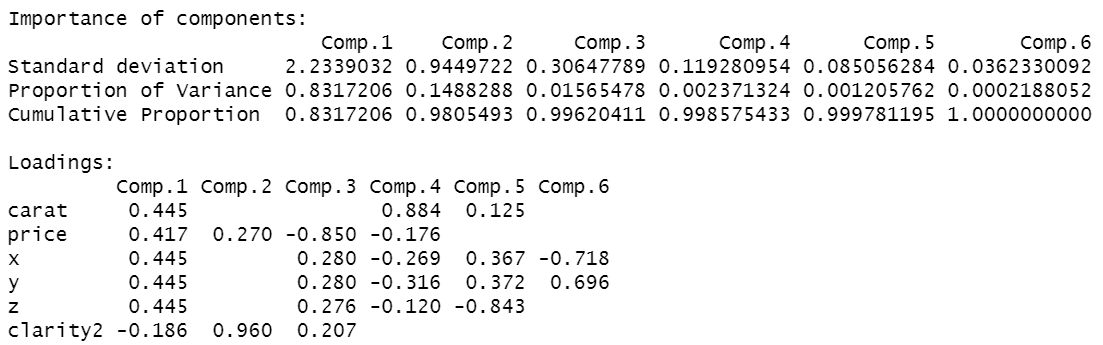 Importance of components:
                          Comp.1    Comp.2     Comp.3      Comp.4      Comp.5       Comp.6
Standard deviation     2.2339032 0.9449722 0.30647789 0.119280954 0.085056284 0.0362330092
Proportion of Variance 0.8317206 0.1488288 0.01565478 0.002371324 0.001205762 0.0002188052
Cumulative Proportion  0.8317206 0.9805493 0.99620411 0.998575433 0.999781195 1.0000000000

Loadings:
         Comp.1 Comp.2 Comp.3 Comp.4 Comp.5 Comp.6
carat     0.445                0.884  0.125
price     0.417  0.270 -0.850 -0.176
x         0.445         0.280 -0.269  0.367 -0.718
y         0.445         0.280 -0.316  0.372  0.696
z         0.445         0.276 -0.120 -0.843
clarity2 -0.186  0.960  0.207